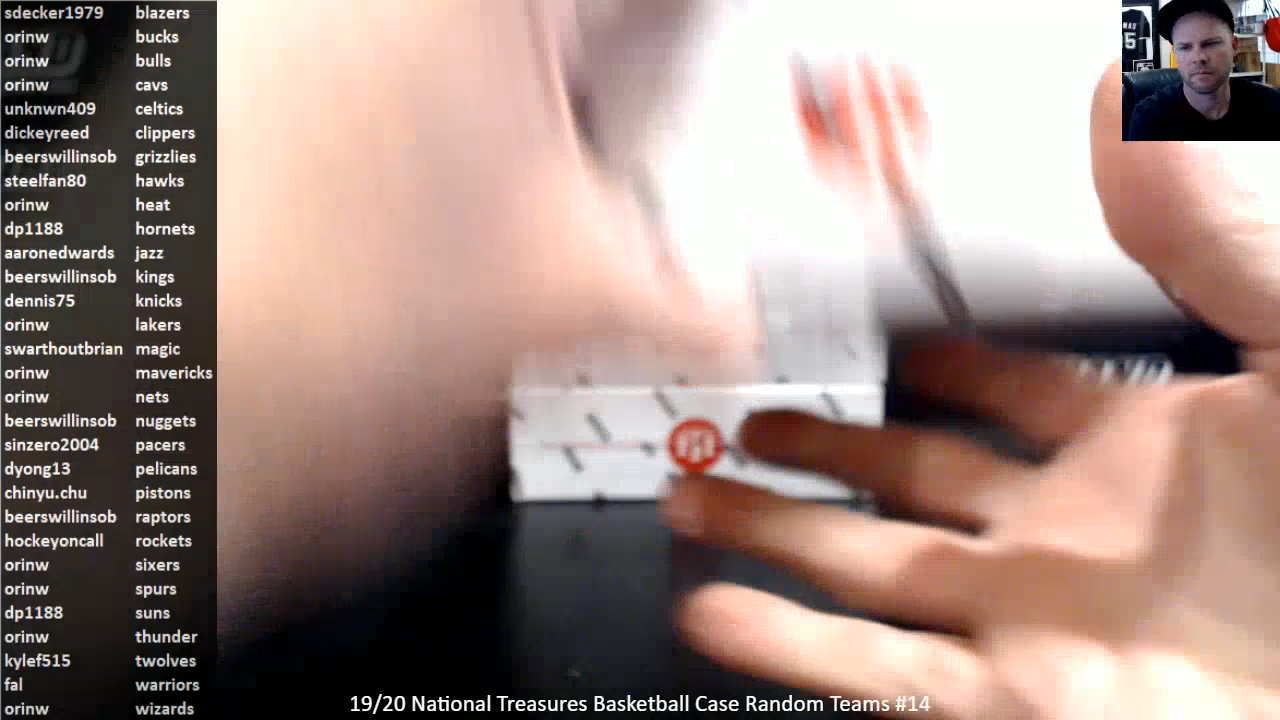 sdecker1979 blazers
orinw bucks
orinw bulls
orinw cavs
unknwn409 celtics
dickeyreed clippers
beerswillinsob grizzlies
steelfan80 hawks
orinw heat
dp1188 hornets
aaronedwards jazz
beerswillinsob kings
dennis75 knicks
orinw lakers
swarthoutbrian magic
orinw mavericks
orinw nets
beerswillinsob nuggets
sinzero2004 pacers
dyong13 pelicans
chinyu.chu pistons
beerswillinsob raptors
hockeyoncall rockets
orinw sixers
orinw spurs
dp1188 suns
orinw thunder
kylef515 twolves
fal warriors
orinw wizards
19/20 National Treasures Basketball Case Random Teams #14